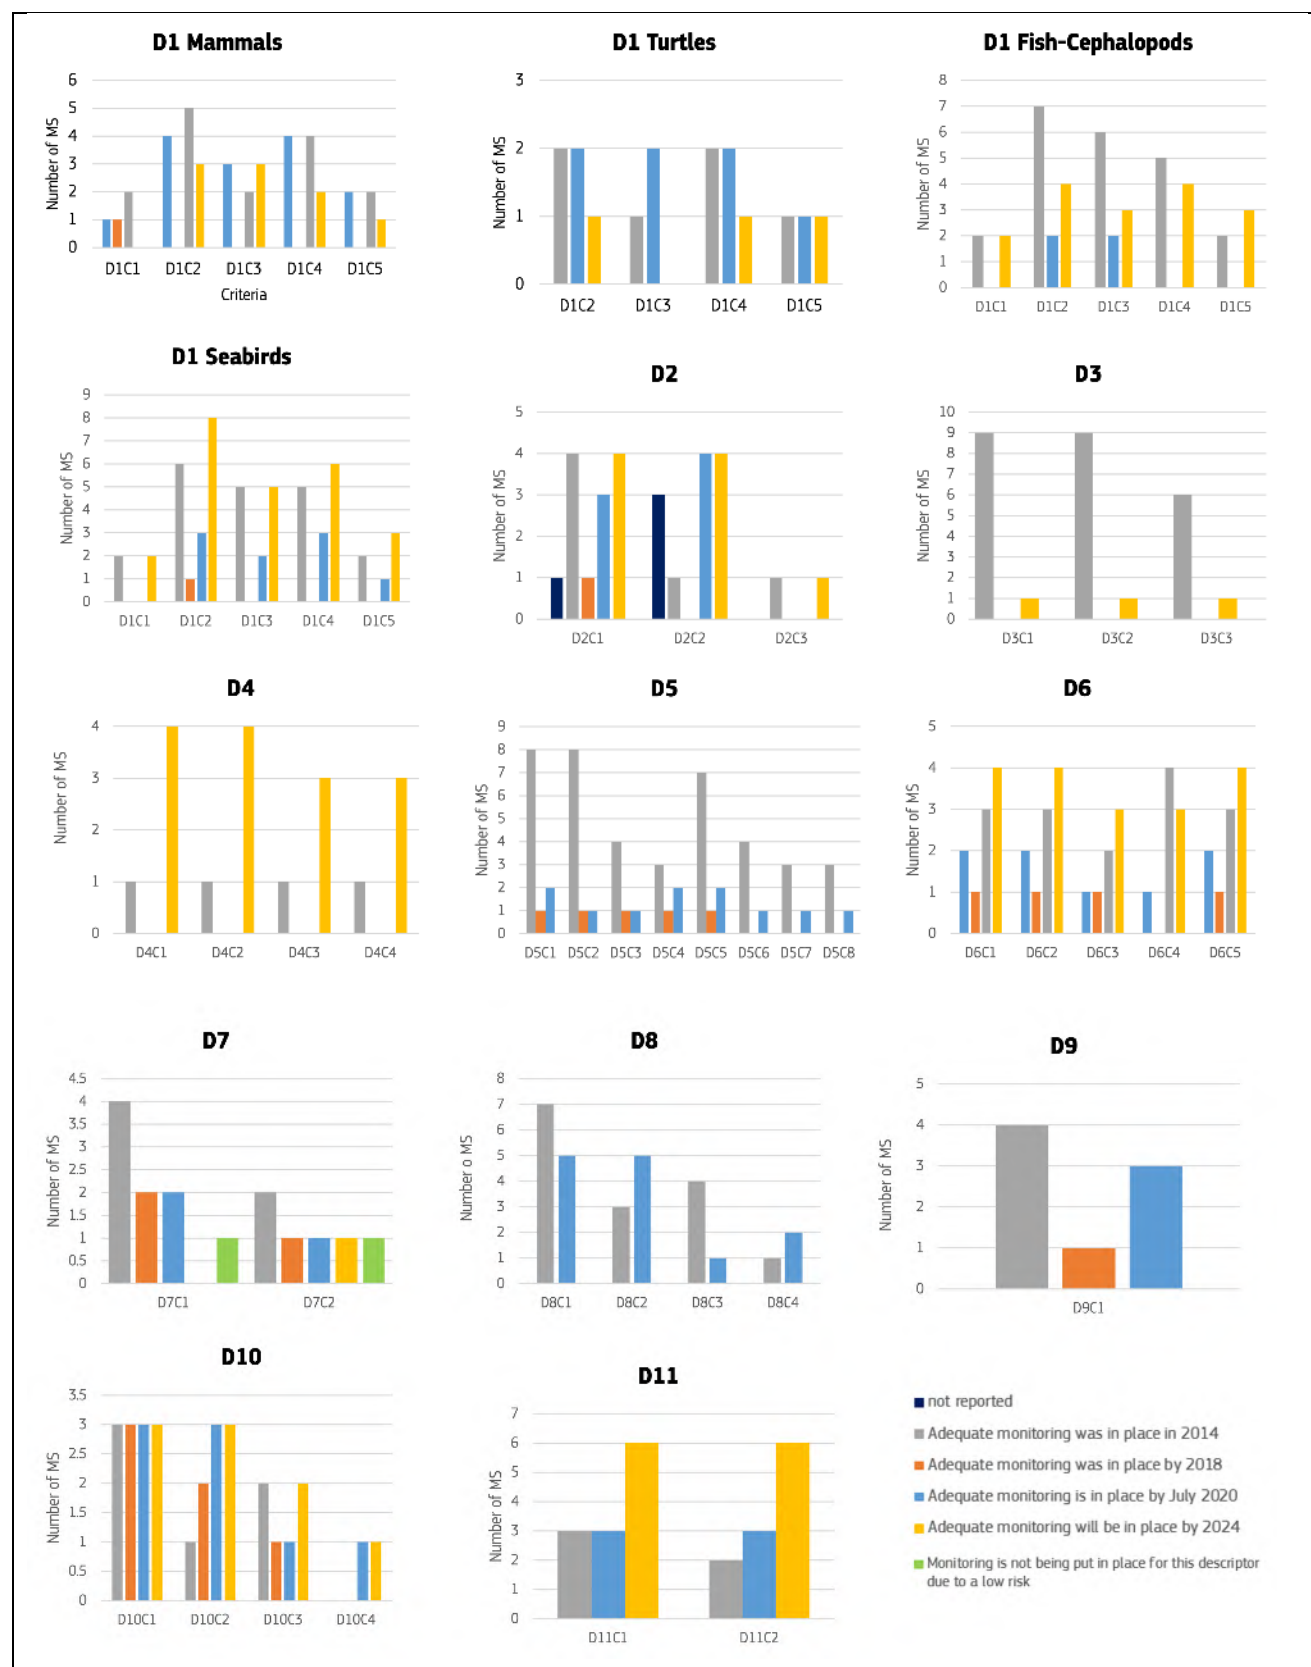 D1 Mammals
Number of MS
6
5
4
3
2
1
0
D1C1 D1C2 D1C3 D1C4 D1C5
Criteria
D1 Turtles
Number of MS
3
2
1
0
D1C2 D1C3 D1C4 D1C5
D1 Fish-Cephalopods
Number of MS
8
7
6
5
4
3
2
1
0
D1C1 D1C2 D1C3 D1C4 D1C5
D1 Seabirds
Number of MS
9
8
7
6
5
4
3
2
1
0
D1C1 D1C2 D1C3 D1C4 D1C5
D2
Number of MS
5
4
3
2
1
0
D2C1 D2C2 D2C3
D3
Number of MS
10
9
8
7
6
5
4
3
2
1
0
D3C1 D3C2 D3C3
D4
Number of MS
4
3
2
1
0
D4C1 D4C2 D4C3 D4C4
D5
Number of MS
9
8
7
6
5
4
3
2
1
0
D5C1 D5C2 D5C3 D5C4 D5C5 D5C6 D5C7 D5C8
D6
Number of MS
5
4
3
2
1
0
D6C1 D6C2 D6C3 D6C4 D6C5
D7
Number of MS
4.5
4
3.5
3
2.5
2
1.5
1
0.5
0
D7C1 D7C2
D8
Number o MS
8
7
6
5
4
3
2
1
0
D8C1 D8C2 D8C3 D8C4
D9
Number of MS
5
4
3
2
1
0
D9C1
D10
Number of MS
3.5
3
2.5
2
1.5
1
0.5
0
D10C1 D10C2 D10C3 D10C4
D11
Number of MS
7
6
5
4
3
2
1
0
D11C1 D11C2
not reported
Adequate monitoring was in place in 2014
Adequate monitoring was in place by 2018
Adequate monitoring is in place by July 2020
Adequate monitoring will be in place by 2024
Monitoring is not being put in place for this descriptor
due to a low risk